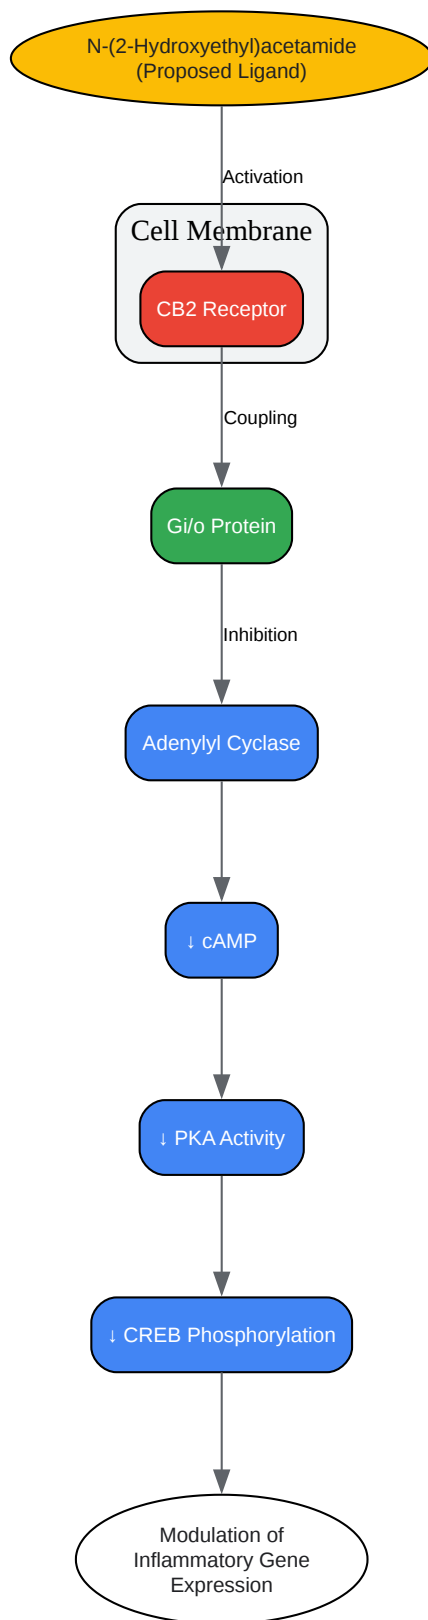 N-(2-Hydroxyethyl)acetamide
(Proposed Ligand)
Activation
Cell Membrane
CB2 Receptor
Coupling
Gi/o Protein
Inhibition
Adenylyl Cyclase
↓ cAMP
↓ PKA Activity
↓ CREB Phosphorylation
Modulation of
Inflammatory Gene
Expression